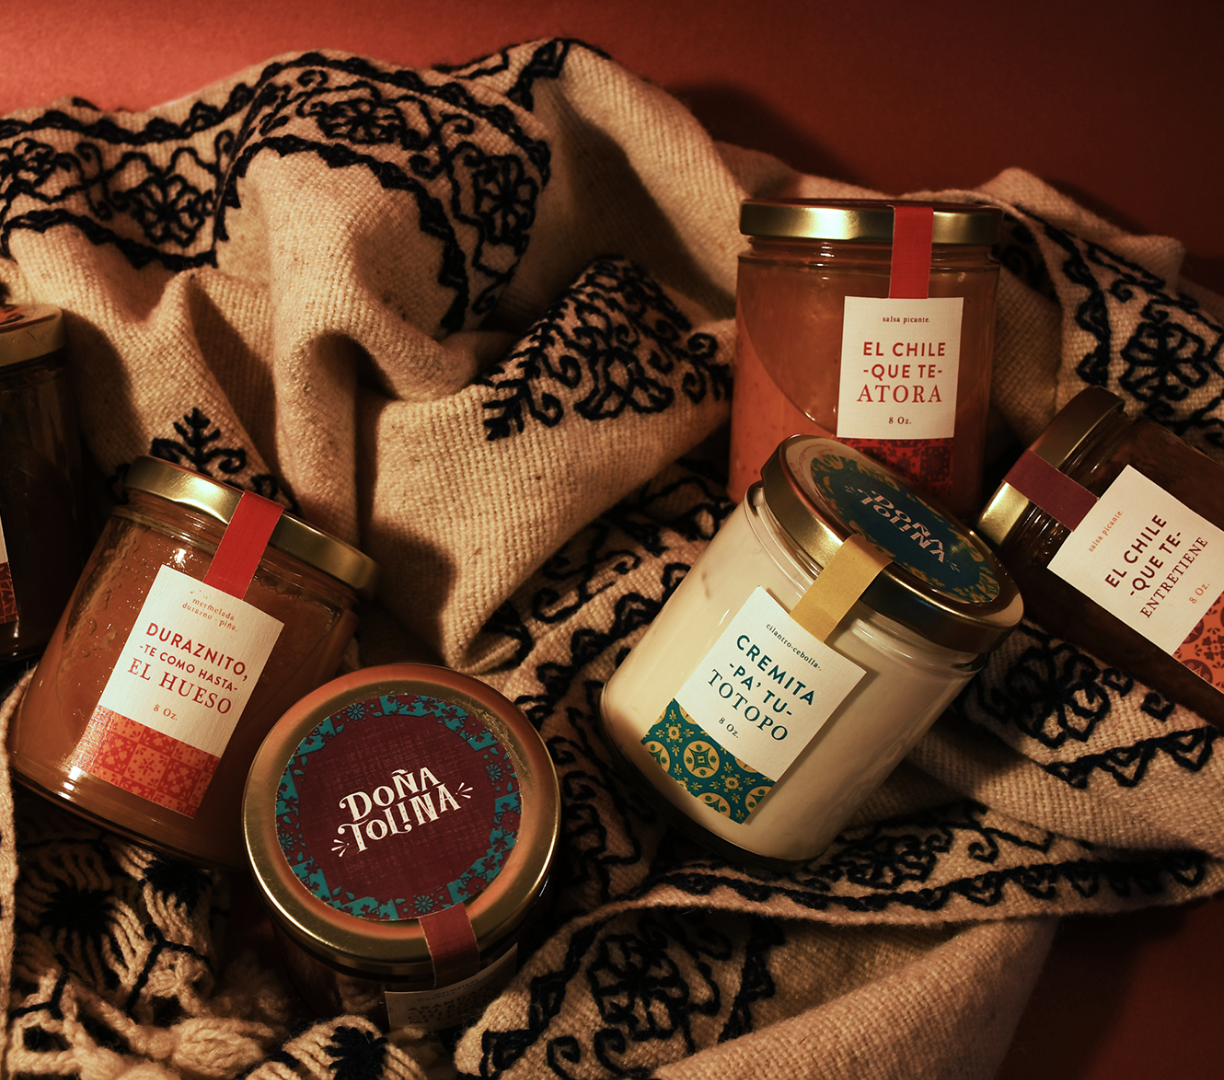 salsa picante.
EL CHILE
-QUE TE-
ATORA
8 Oz.
salsa picante.
EL CHILE
-QUE TE-
ENTRETIENE
8 Oz.
DOÑA
TOLINA
cilantro·cebolla·.
CREMITA
-PA' TU-
TOTOPO
8 Oz.
mermelada
durazno · piña.
DURAZNITO,
-TE COMO HASTA-
EL HUESO
8 Oz.
DOÑA
TOLINA